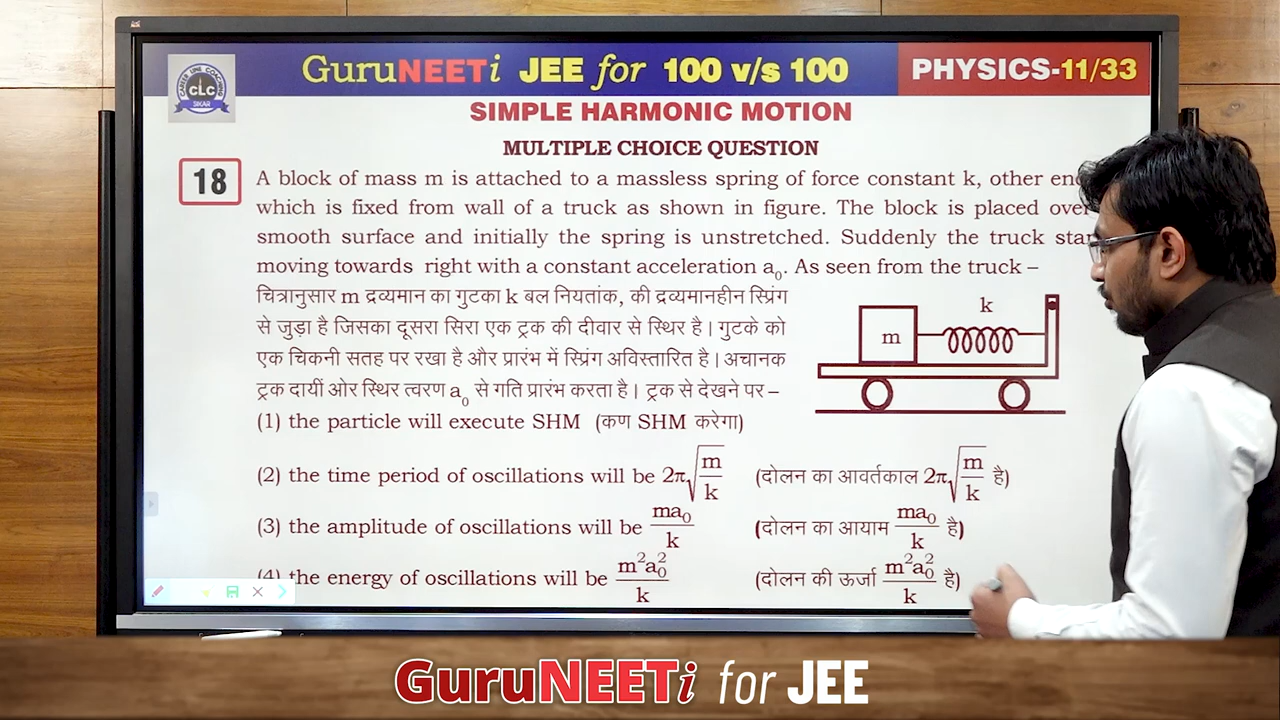 GuruNEETi JEE for 100 v/s 100
PHYSICS-11/33
CLC
SIKAR
SIMPLE HARMONIC MOTION
MULTIPLE CHOICE QUESTION
18
A block of mass m is attached to a massless spring of force constant k, other
which is fixed from wall of a truck as shown in figure. The block is placed over
smooth surface and initially the spring is unstretched. Suddenly the truck
moving towards right with a constant acceleration a₀. As seen from the truck –
चित्रानुसार m द्रव्यमान का गुटका k बल नियतांक, की द्रव्यमानहीन स्प्रिंग
से जुड़ा है जिसका दूसरा सिरा एक ट्रक की दीवार से स्थिर है। गुटके को
एक चिकनी सतह पर रखा है और प्रारंभ में स्प्रिंग अविस्तारित है। अचानक
ट्रक दायीं ओर स्थिर त्वरण a₀ से गति प्रारंभ करता है। ट्रक से देखने पर –
k
m
(1) the particle will execute SHM (कण SHM करेगा)
(2) the time period of oscillations will be 2π√(m/k) (दोलन का आवर्तकाल 2π√(m/k) है)
(3) the amplitude of oscillations will be ma₀/k (दोलन का आयाम ma₀/k है)
(4) the energy of oscillations will be m²a₀²/k (दोलन की ऊर्जा m²a₀²/k है)
GuruNEETi for JEE